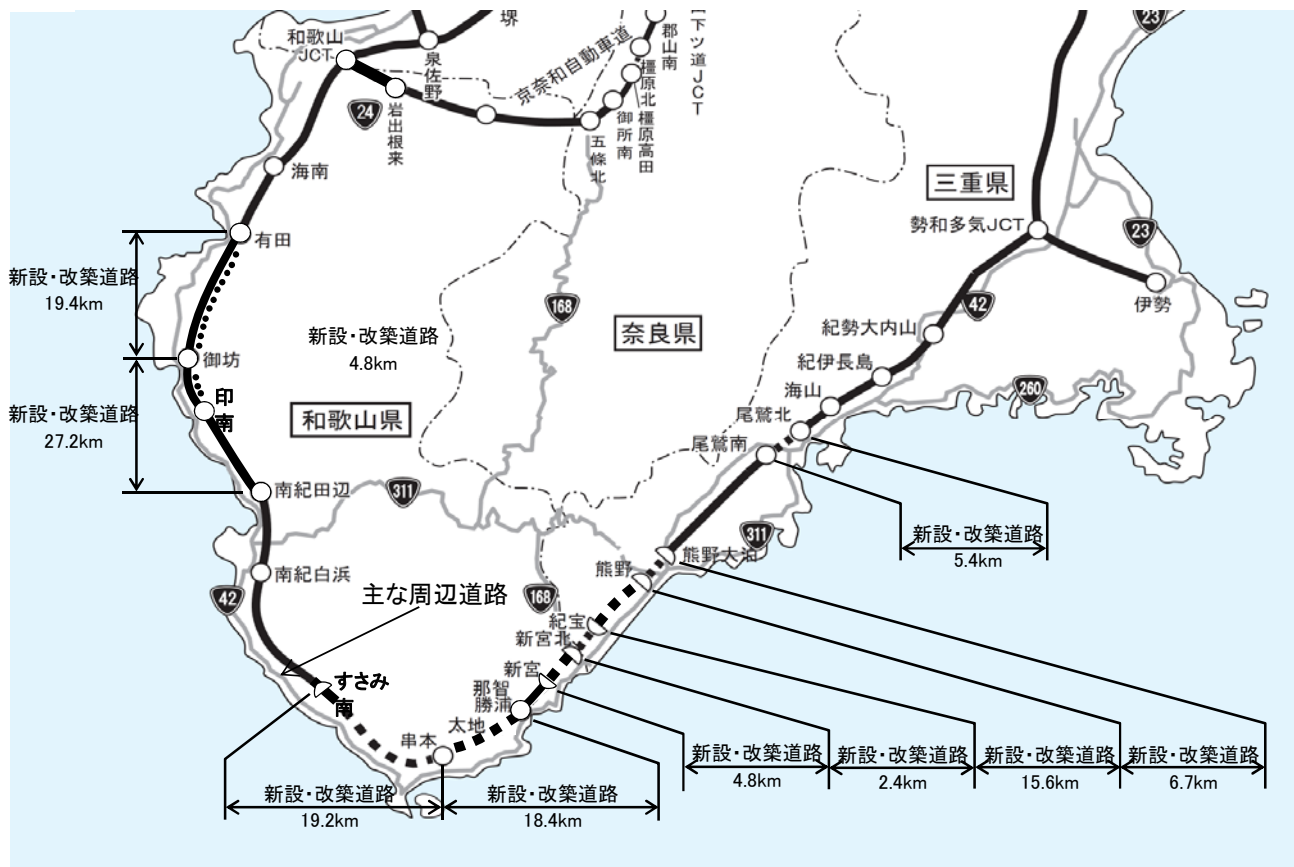 堺
23
和歌山
JCT
泉佐野
京奈和自動車道
郡山南
下ツ道JCT
橿原北
橿原高田
御所南
五條北
24
岩出根来
海南
三重県
勢和多気JCT
23
有田
伊勢
新設・改築道路
19.4km
168
42
紀勢大内山
奈良県
新設・改築道路
4.8km
御坊
紀伊長島
海山
260
印南
和歌山県
尾鷲北
新設・改築道路
27.2km
尾鷲南
南紀田辺
311
311
新設・改築道路
5.4km
熊野大泊
熊野
南紀白浜
42
主な周辺道路
168
紀宝
新宮北
新宮
すさみ
南
那智
勝浦
太地
串本
新設・改築道路
4.8km
新設・改築道路
2.4km
新設・改築道路
15.6km
新設・改築道路
6.7km
新設・改築道路
19.2km
新設・改築道路
18.4km